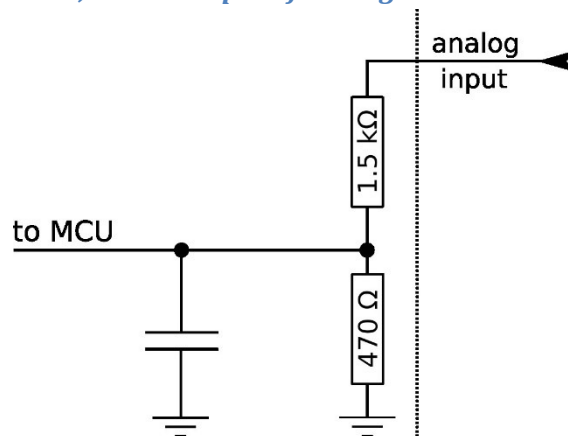 analog
input
1.5 kΩ
to MCU
470 Ω